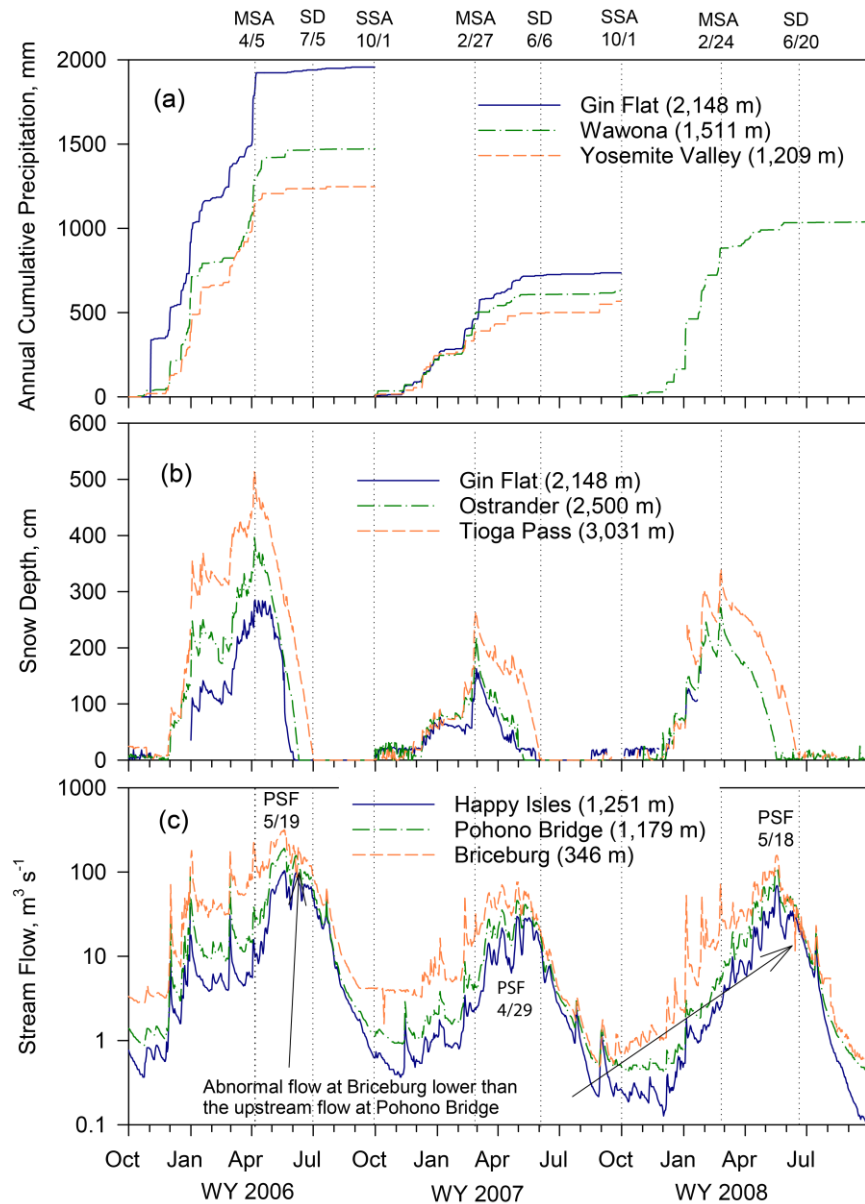 MSA SD SSA MSA SD SSA MSA SD
4/5 7/5 10/1 2/27 6/6 10/1 2/24 6/20
2000
1500
1000
500
0
Annual Cumulative Precipitation, mm
(a)
Gin Flat (2,148 m)
Wawona (1,511 m)
Yosemite Valley (1,209 m)
600
500
400
300
200
100
0
Snow Depth, cm
(b)
Gin Flat (2,148 m)
Ostrander (2,500 m)
Tioga Pass (3,031 m)
1000
100
10
1
0.1
Stream Flow, m³ s⁻¹
(c)
PSF
5/19
Happy Isles (1,251 m)
Pohono Bridge (1,179 m)
Briceburg (346 m)
PSF
5/18
PSF
4/29
Abnormal flow at Briceburg lower than
the upstream flow at Pohono Bridge
Oct Jan Apr Jul Oct Jan Apr Jul Oct Jan Apr Jul
WY 2006 WY 2007 WY 2008